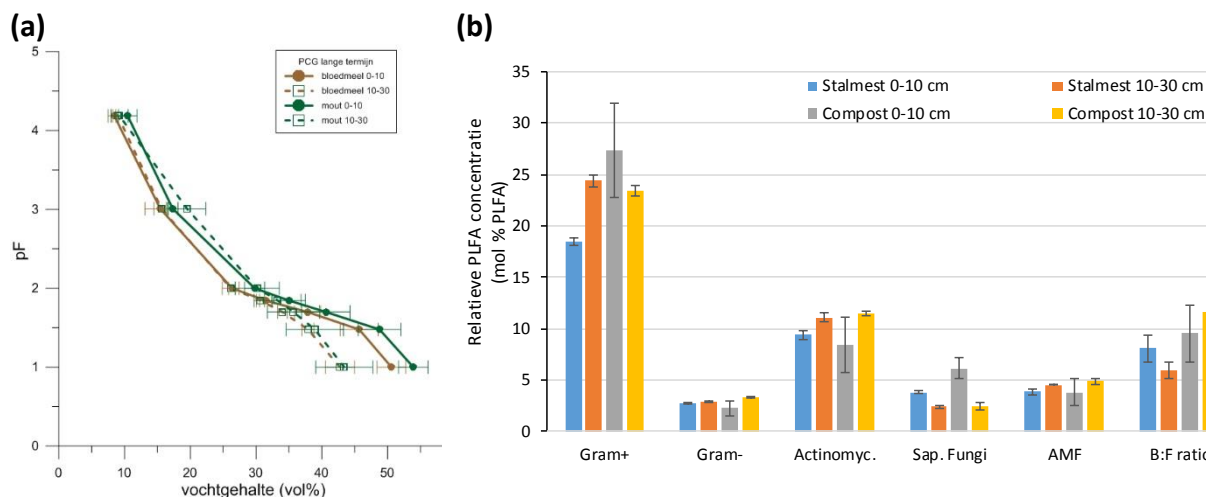 (a)
PCG lange termijn
bloedmeel 0-10
bloedmeel 10-30
mout 0-10
mout 10-30
5
4
3
2
1
0
pF
0 10 20 30 40 50
vochtgehalte (vol%)
(b)
Stalmest 0-10 cm Stalmest 10-30 cm
Compost 0-10 cm Compost 10-30 cm
35
30
25
20
15
10
5
0
Relatieve PLFA concentratie
(mol % PLFA)
Gram+ Gram- Actinomyc. Sap. Fungi AMF B:F ratio